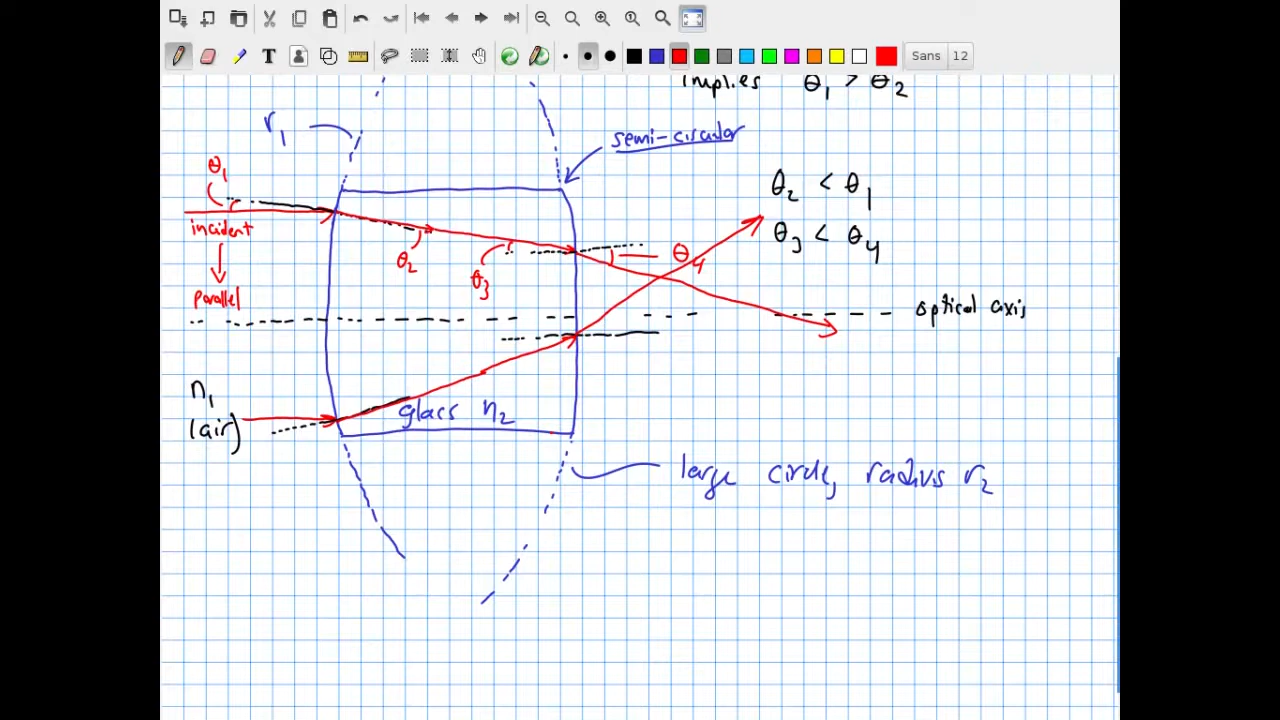 Sans 12
implies θ1 > θ2
r1
semi-circular
θ1
θ2 < θ1
incident
θ3 < θ4
θ2
θ3
θ4
parallel
optical axis
n1
(air)
glass n2
large circle, radius r2